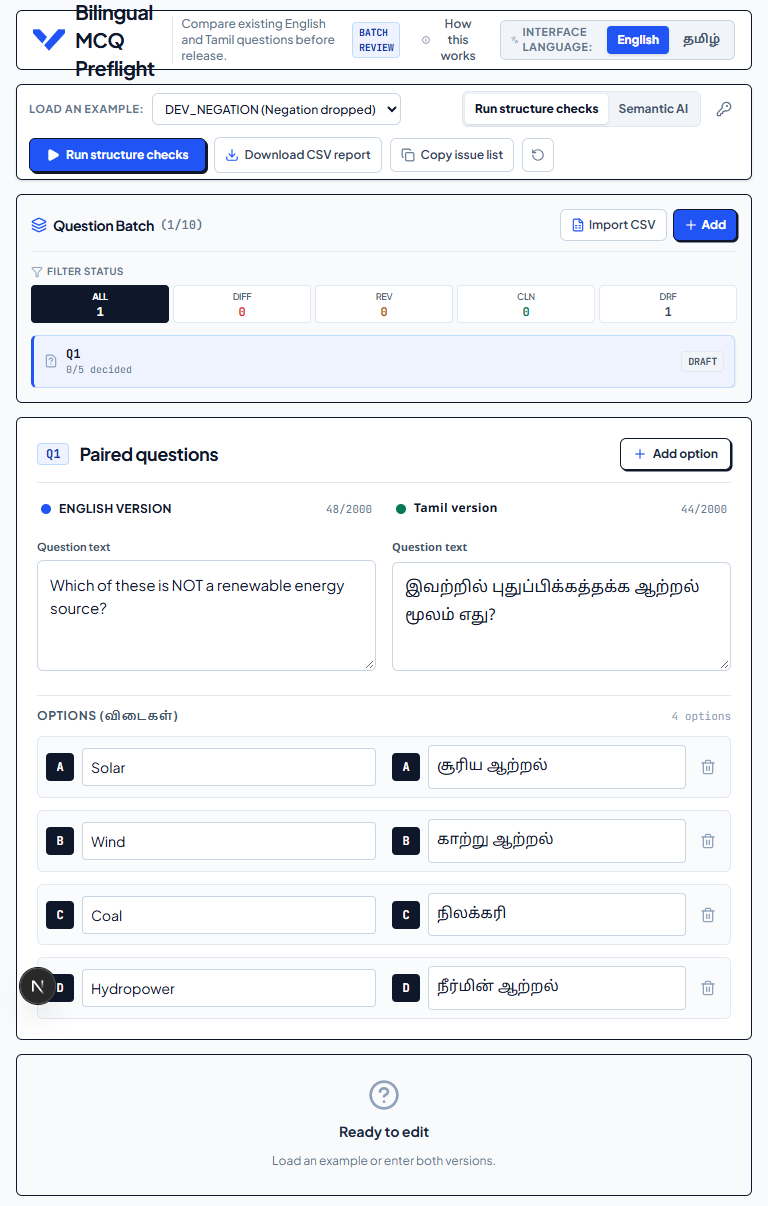 Bilingual
MCQ
Preflight
Compare existing English
and Tamil questions before
release.
BATCH
REVIEW
How
this
works
INTERFACE
LANGUAGE:
English
தமிழ்
LOAD AN EXAMPLE:
DEV_NEGATION (Negation dropped)
Run structure checks
Semantic AI
Run structure checks
Download CSV report
Copy issue list
Question Batch (1/10)
Import CSV
Add
FILTER STATUS
ALL
1
DIFF
0
REV
0
CLN
0
DRF
1
Q1
0/5 decided
DRAFT
Q1 Paired questions
Add option
ENGLISH VERSION 48/2000
Tamil version 44/2000
Question text
Which of these is NOT a renewable energy
source?
Question text
இவற்றில் புதுப்பிக்கத்தக்க ஆற்றல்
மூலம் எது?
OPTIONS (விடைகள்)
4 options
A Solar A சூரிய ஆற்றல்
B Wind B காற்று ஆற்றல்
C Coal C நிலக்கரி
N
D Hydropower D நீர்மின் ஆற்றல்
Ready to edit
Load an example or enter both versions.